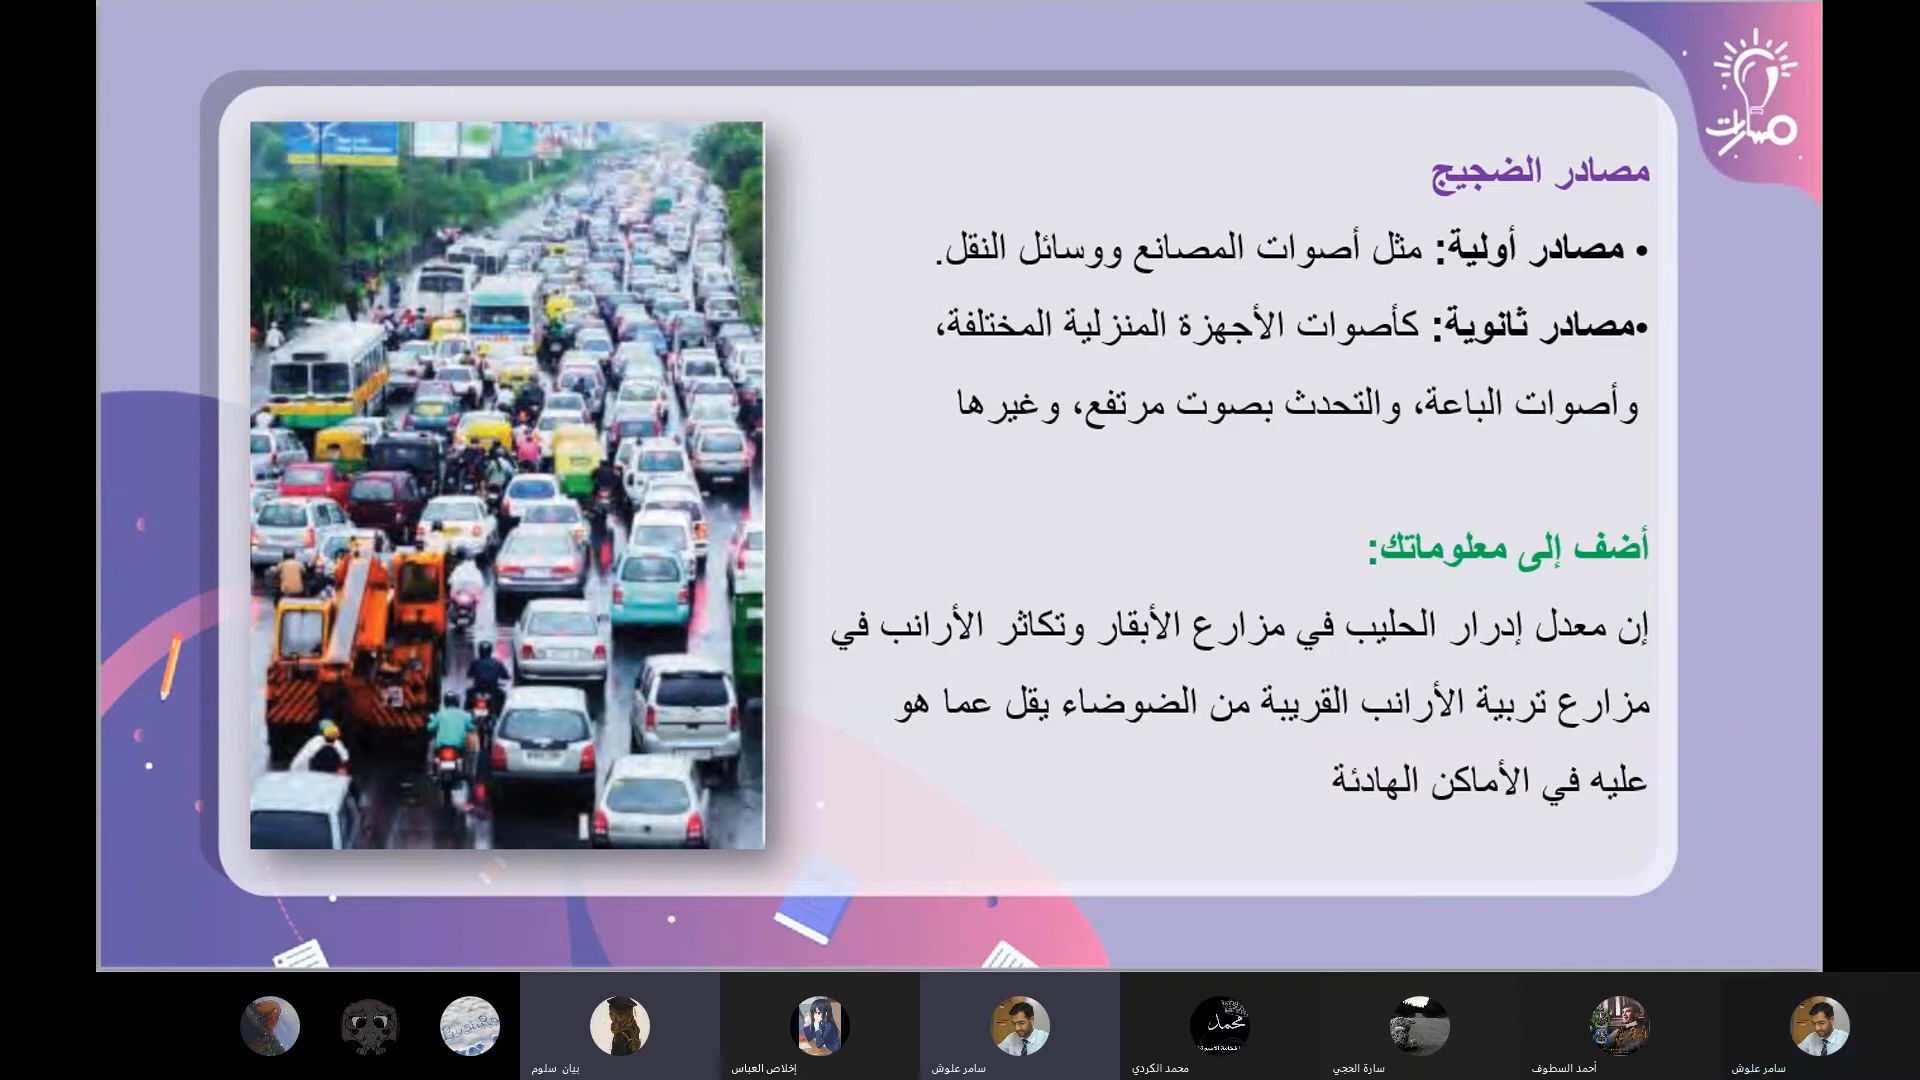 مسارات
مصادر الضجيج
• مصادر أولية: مثل أصوات المصانع ووسائل النقل.
•مصادر ثانوية: كأصوات الأجهزة المنزلية المختلفة،
وأصوات الباعة، والتحدث بصوت مرتفع، وغيرها
أضف إلى معلوماتك:
إن معدل إدرار الحليب في مزارع الأبقار وتكاثر الأرانب في
مزارع تربية الأرانب القريبة من الضوضاء يقل عما هو
عليه في الأماكن الهادئة
محمد
سامر علوش
أحمد السطوف
سارة الحجي
محمد الكردي
سامر علوش
إخلاص العباس
بيان سلوم